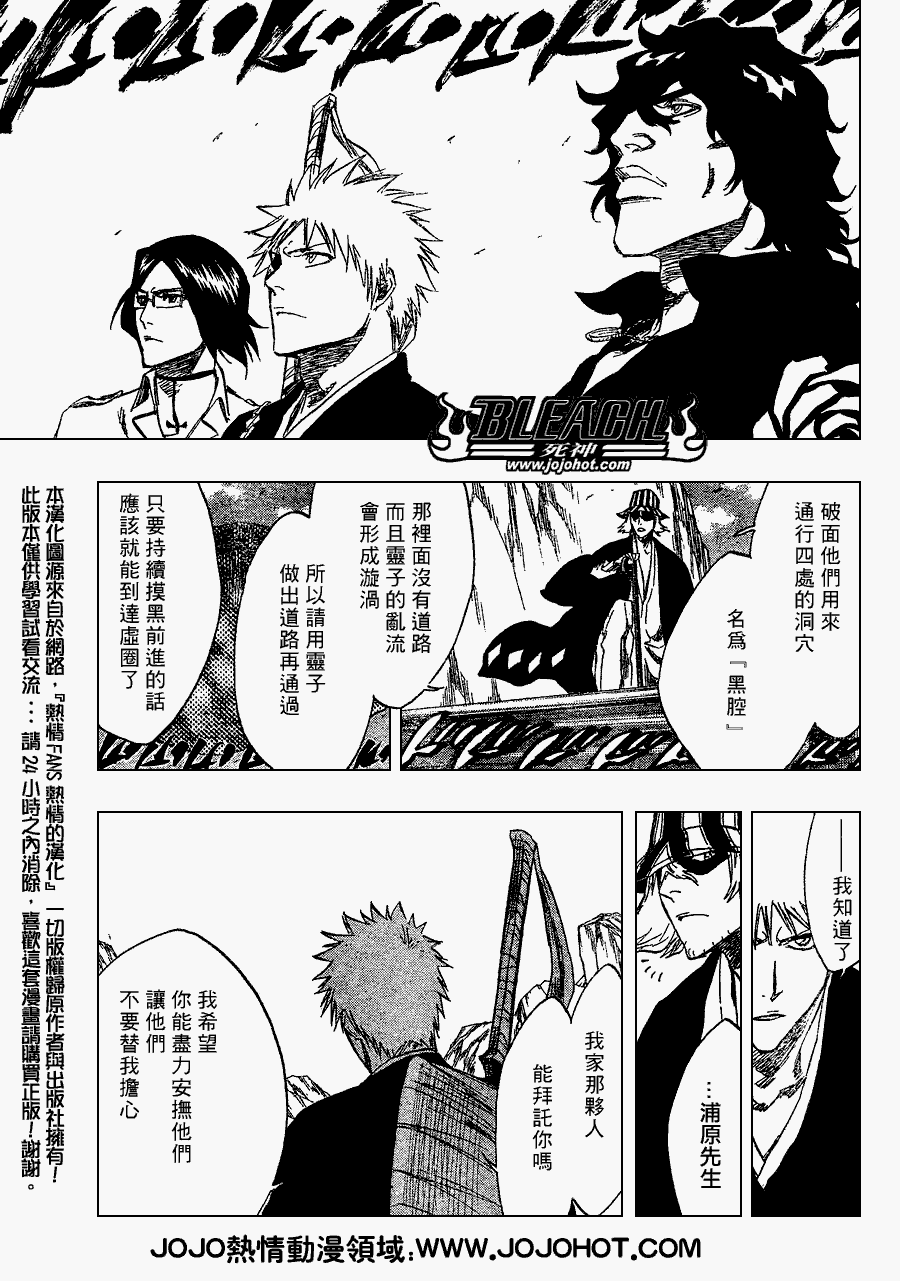 BLEACH
死神
www.jojohot.com
破面他們用來
通行四處的洞穴
名爲『黑腔』
那裡面沒有道路
而且靈子的亂流
會形成漩渦
所以請用靈子
做出道路再通過
只要持續摸黑前進的話
應該就能到達虛圈了
——我知道了
…浦原先生
我家那夥人
能拜託你嗎
我希望
你能盡力安撫他們
讓他們
不要替我擔心
本漢化圖源來自於網路，『熱情FANS熱情的漢化』一切版權歸原作者與出版社擁有！
此版本僅供學習試看交流…請24小時之內消除，喜歡這套漫畫請購買正版！謝謝。
JOJO熱情動漫領域:WWW.JOJOHOT.COM